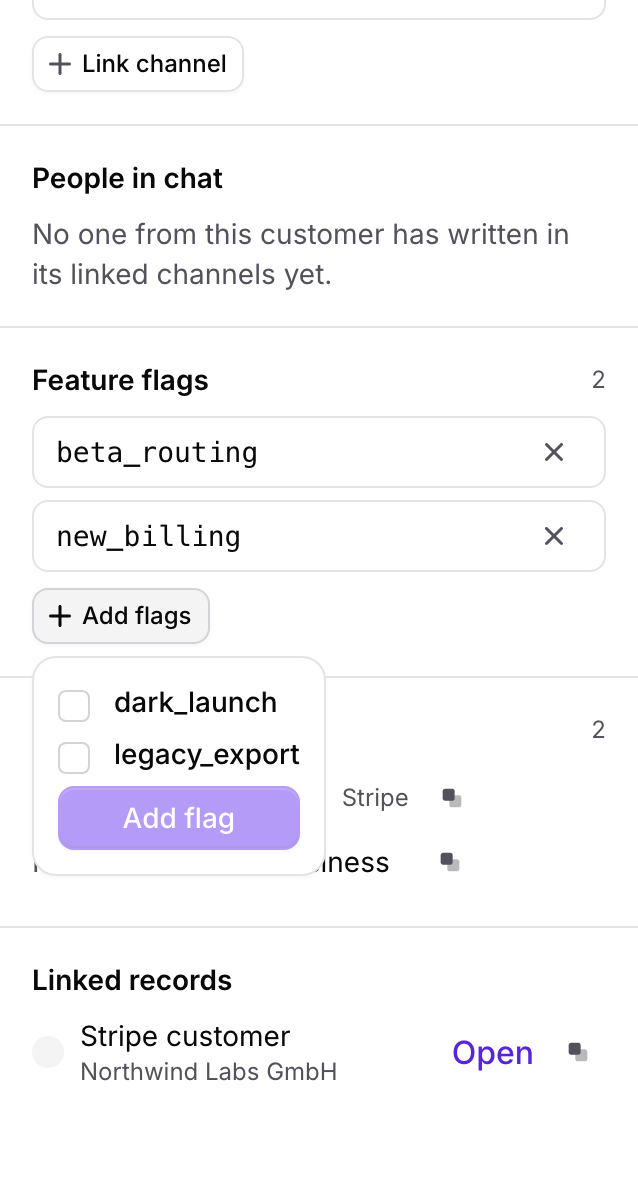 Link channel
People in chat
No one from this customer has written in
its linked channels yet.
Feature flags
2
beta_routing
new_billing
Add flags
dark_launch
2
legacy_export
Stripe
Add flag
Linked records
Stripe customer
Open
Northwind Labs GmbH